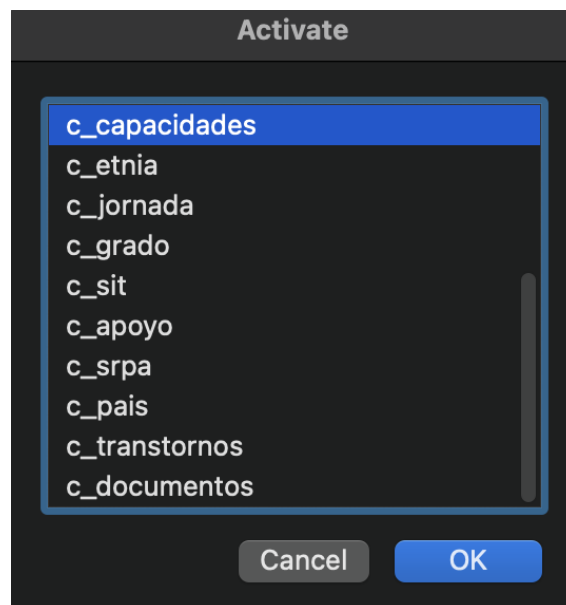 Activate
c_capacidades
c_etnia
c_jornada
c_grado
c_sit
c_apoyo
c_srpa
c_pais
c_transtornos
c_documentos
Cancel OK